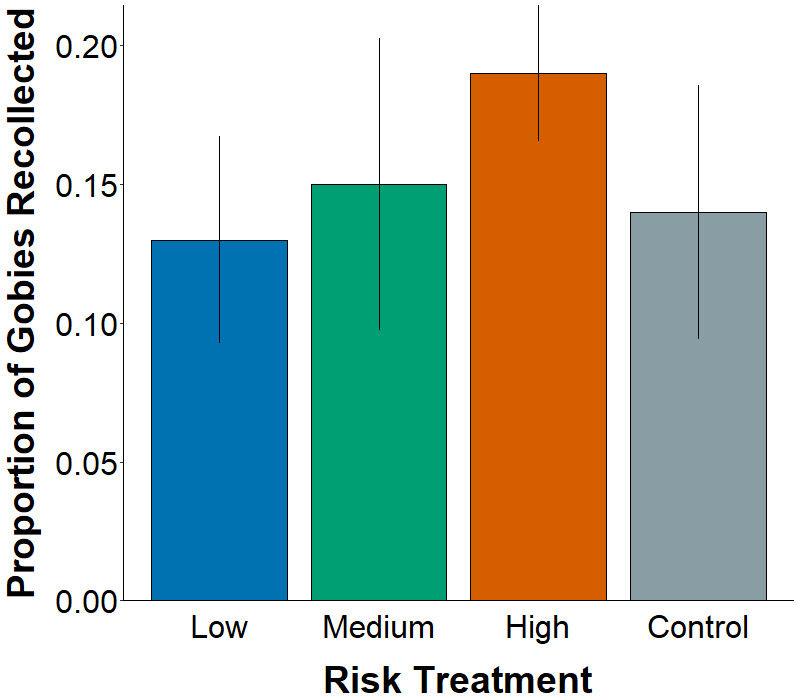 Proportion of Gobies Recollected
0.20
0.15
0.10
0.05
0.00
Low Medium High Control
Risk Treatment